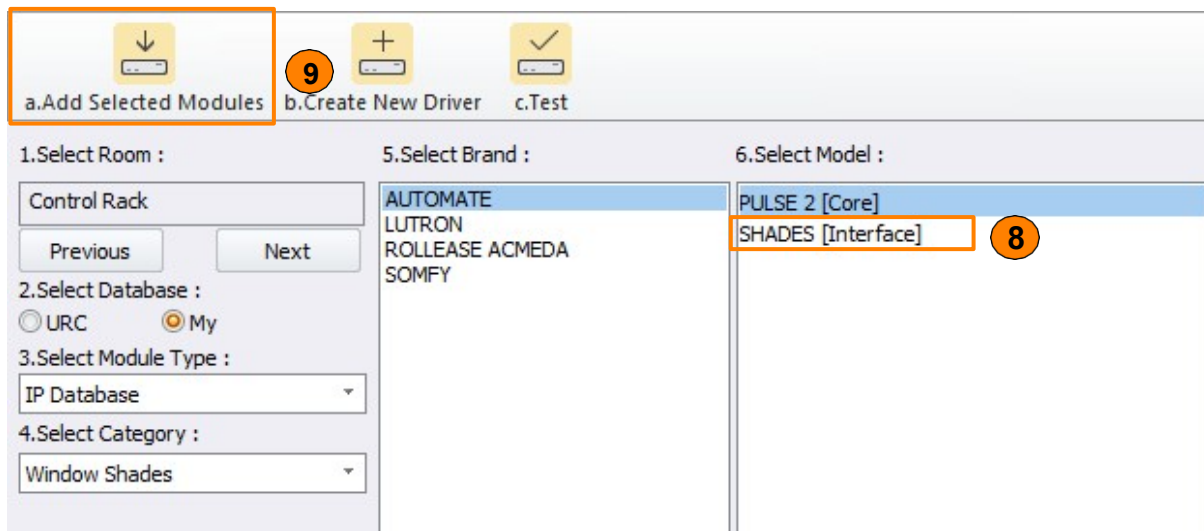 a.Add Selected Modules
9
b.Create New Driver
c.Test
1.Select Room :
Control Rack
Previous
Next
2.Select Database :
URC
My
3.Select Module Type :
IP Database
4.Select Category :
Window Shades
5.Select Brand :
AUTOMATE
LUTRON
ROLLEASE ACMEDA
SOMFY
6.Select Model :
PULSE 2 [Core]
SHADES [Interface]
8